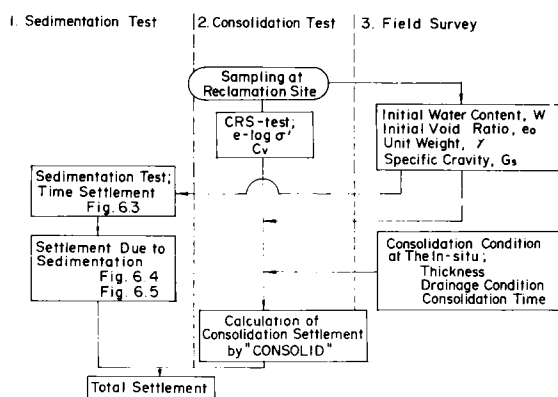 1. Sedimentation Test
2. Consolidation Test
3. Field Survey
Sampling at
Reclamation Site
CRS-test;
e-log σ'
Cv
Initial Water Content, W
Initial Void Ratio, eo
Unit Weight, γ
Specific Cravity, Gs
Sedimentation Test;
Time Settlement
Fig. 6.3
Settlement Due to
Sedimentation
Fig. 6.4
Fig. 6.5
Consolidation Condition
at The In-situ;
Thickness
Drainage Condition
Consolidation Time
Calculation of
Consolidation Settlement
by "CONSOLID"
Total Settlement